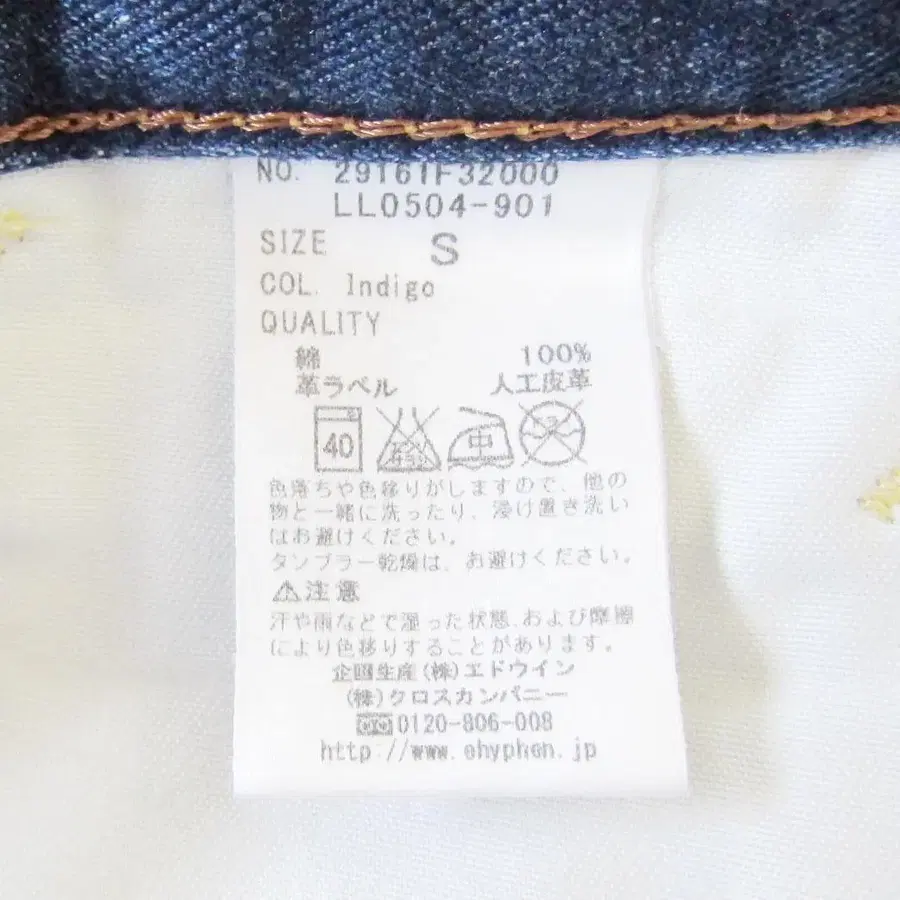 NO. 29161F32000
LL0504-901
SIZE S
COL. Indigo
QUALITY
綿 100%
革ラベル 人工皮革
40 エンソサラシ 中
色落ちや色移りがしますので、他の
物と一緒に洗ったり、浸け置き洗い
はお避けください。
タンブラー乾燥は、お避けください。
⚠注意
汗や雨などで湿った状態、および摩擦
により色移りすることがあります。
企画生産(株)エドウイン
(株)クロスカンパニー
0120-806-008
http://www.ehyphen.jp